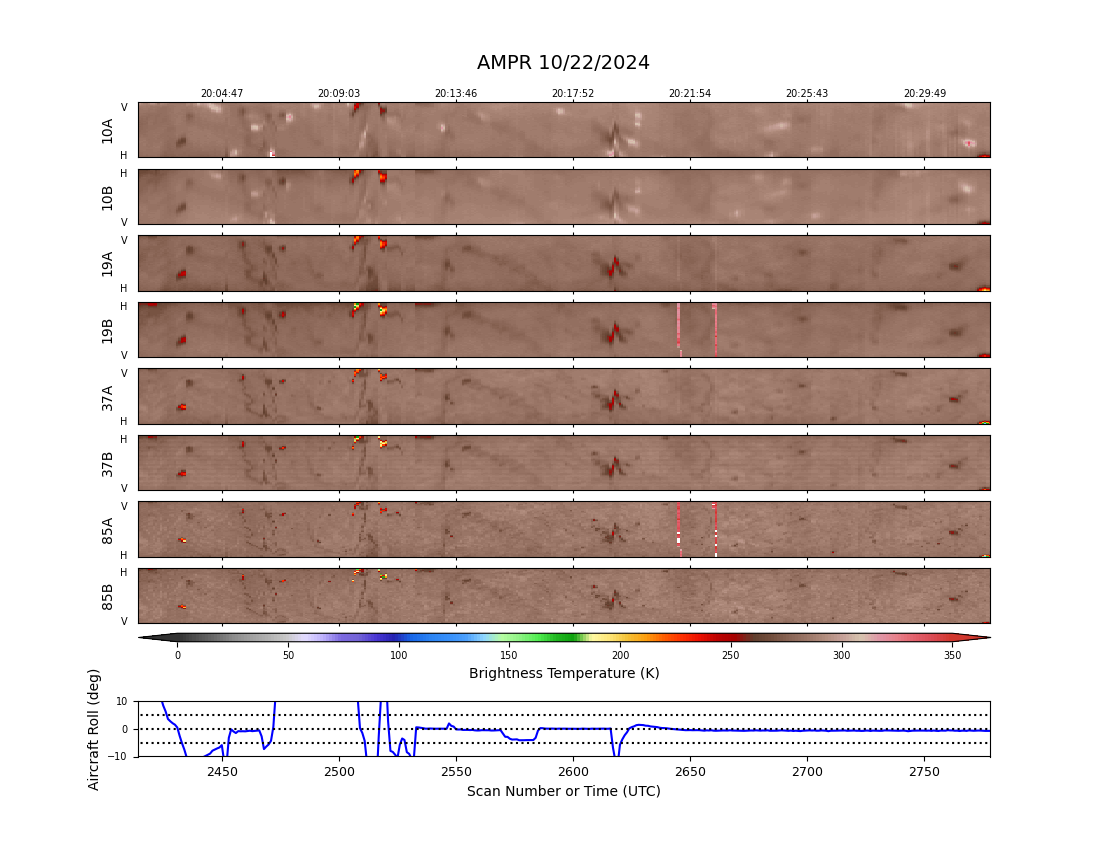 AMPR 10/22/2024
20:04:47 20:09:03 20:13:46 20:17:52 20:21:54 20:25:43 20:29:49
V
10A
H
H
10B
V
V
19A
H
H
19B
V
V
37A
H
H
37B
V
V
85A
H
H
85B
V
0 50 100 150 200 250 300 350
Brightness Temperature (K)
Aircraft Roll (deg)
10
0
−10
2450 2500 2550 2600 2650 2700 2750
Scan Number or Time (UTC)